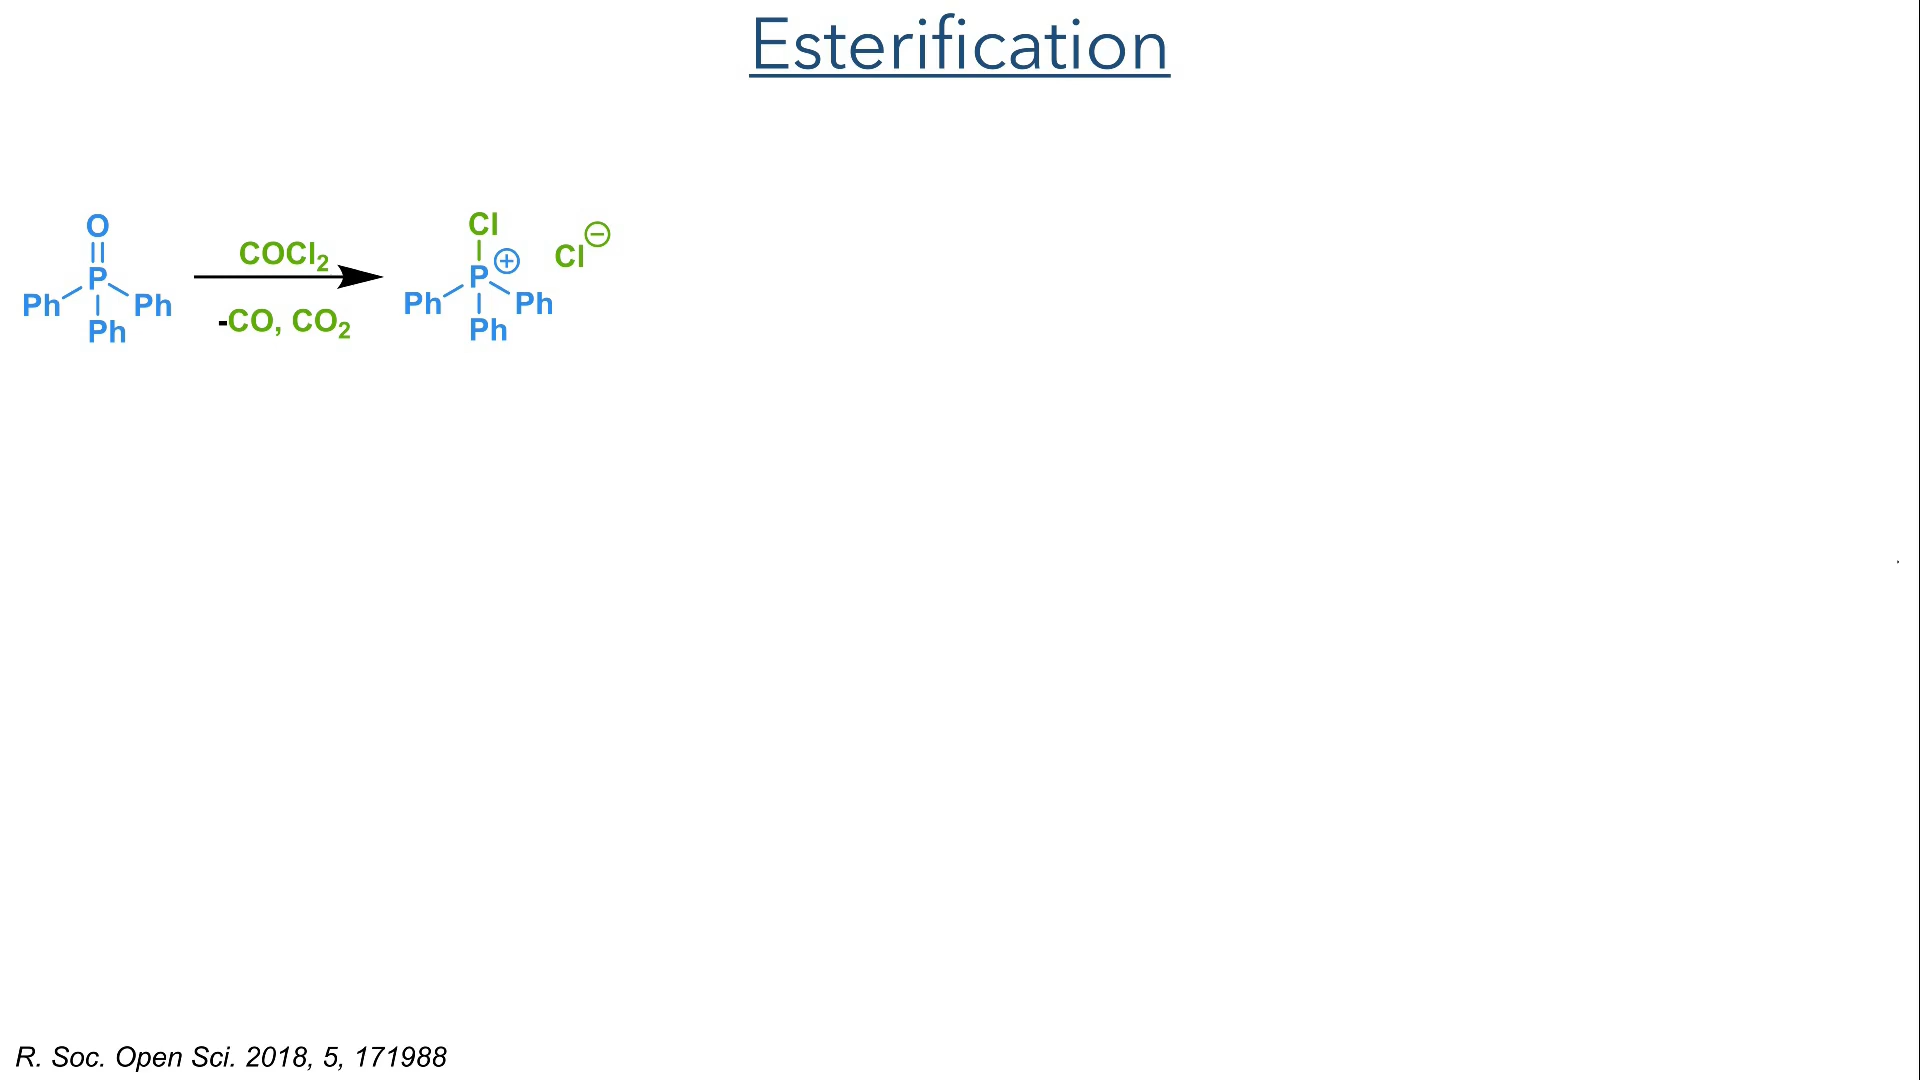 Esterification
O
P
Ph Ph
Ph
COCl2
-CO, CO2
Cl
P ⊕
Ph Ph
Ph
Cl ⊖
R. Soc. Open Sci. 2018, 5, 171988